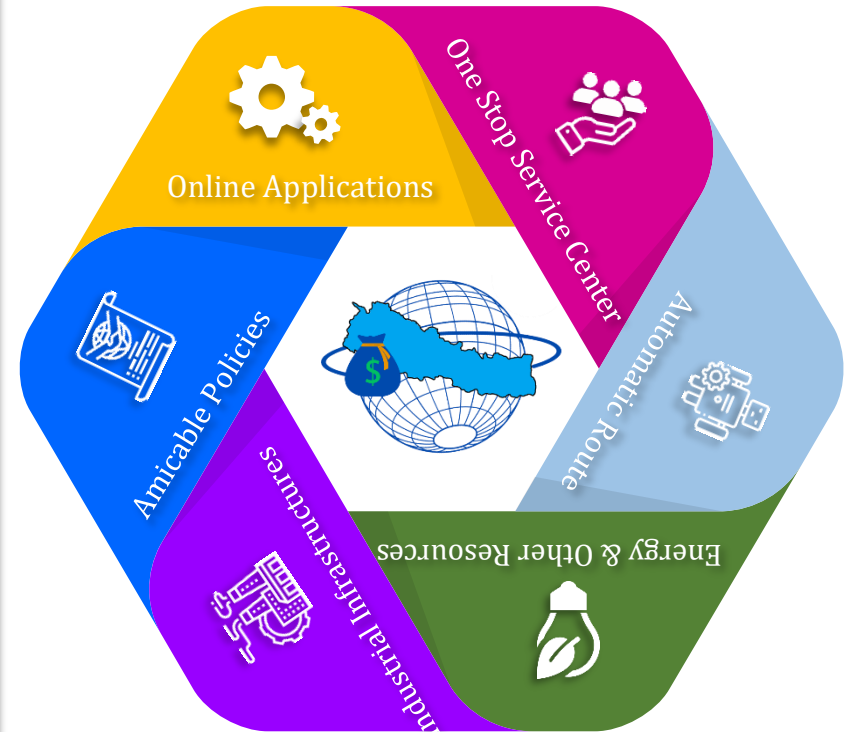 Online Applications
One Stop Service Center
Automatic Route
Energy & Other Resources
Industrial Infrastructures
Amicable Policies
$